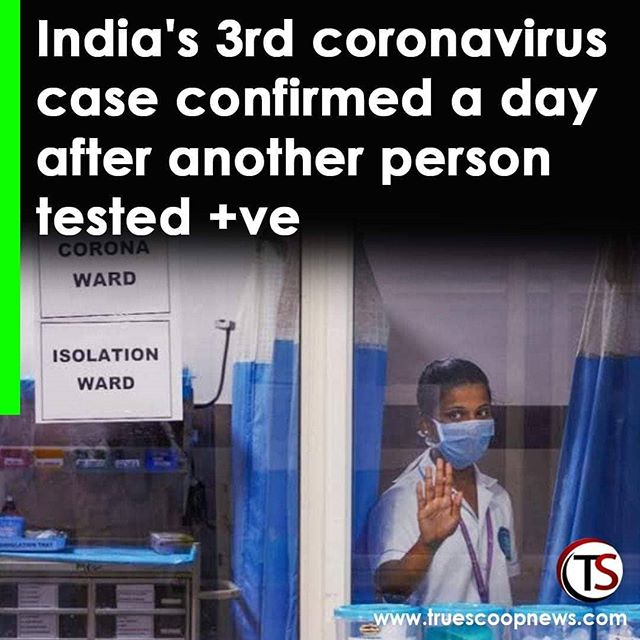 India's 3rd coronavirus
case confirmed a day
after another person
tested +ve
CORONA
WARD
ISOLATION
WARD
TS
www.truescoopnews.com